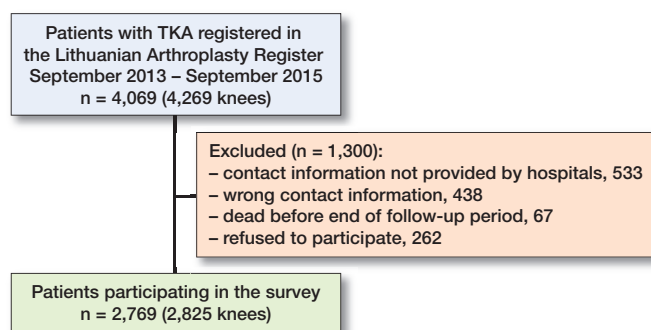 Patients with TKA registered in
the Lithuanian Arthroplasty Register
September 2013 – September 2015
n = 4,069 (4,269 knees)
Excluded (n = 1,300):
– contact information not provided by hospitals, 533
– wrong contact information, 438
– dead before end of follow-up period, 67
– refused to participate, 262
Patients participating in the survey
n = 2,769 (2,825 knees)